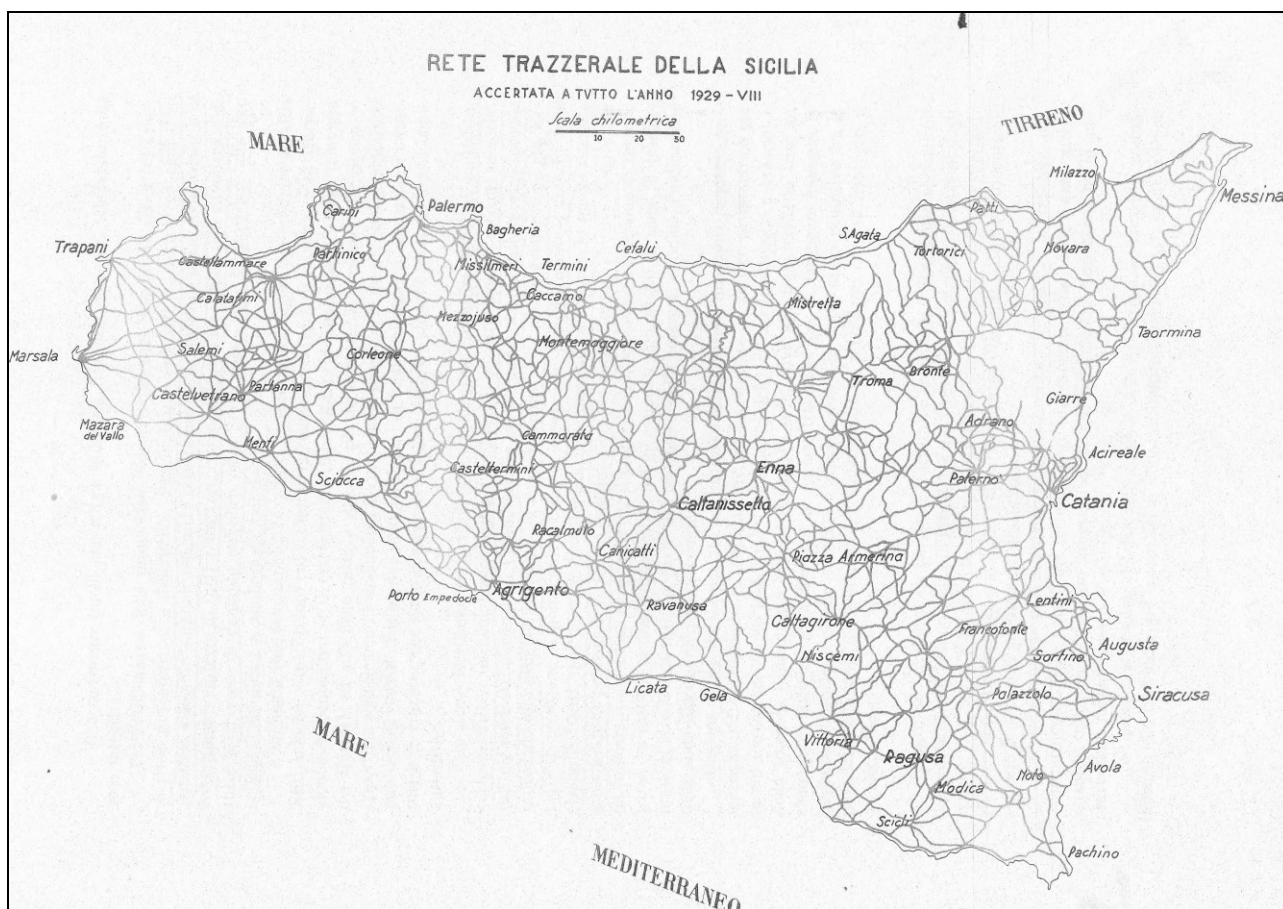 RETE TRAZZERALE DELLA SICILIA
ACCERTATA A TVTTO L'ANNO 1929 - VIII
Scala chilometrica
10 20 30
MARE
TIRRENO
Milazzo
Messina
Carini
Palermo
Patti
Bagheria
Trapani
Castellammare
Partinico
Missilmeri
Termini
Cefalù
S.Agata
Tortorici
Novara
Calatafimi
Caccamo
Mistretta
Mezzojuso
Taormina
Marsala
Salemi
Corleone
Montemaggiore
Troina
Bronte
Castelvetrano
Partanna
Giarre
Mazara
del Vallo
Adrano
Menfi
Cammarata
Acireale
Sciacca
Casteltermini
Enna
Paterno
Catania
Caltanissetta
Racalmuto
Canicatti
Piazza Armerina
Porto Empedocle
Agrigento
Ravanusa
Lentini
Caltagirone
Francofonte
Augusta
Niscemi
Sortino
Licata
Gela
Palazzolo
Siracusa
MARE
Vittoria
Ragusa
Avola
Noto
Modica
Scicli
Pachino
MEDITERRANEO